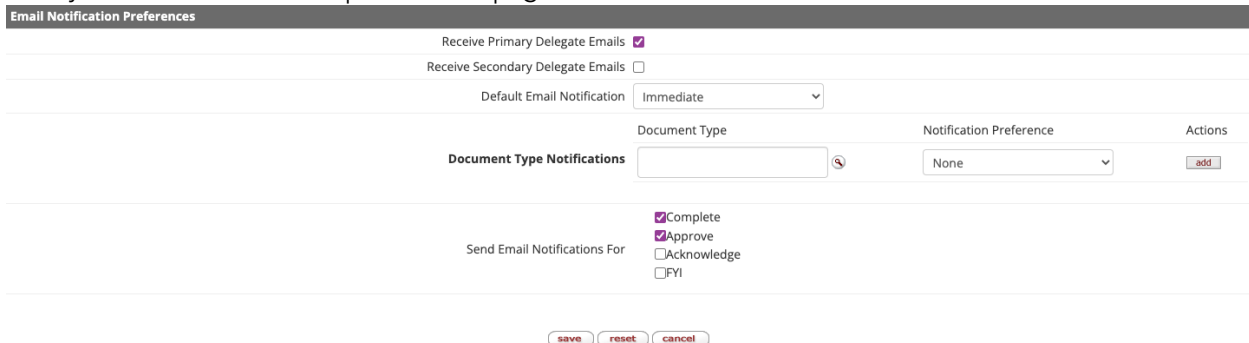 Email Notification Preferences
Receive Primary Delegate Emails
Receive Secondary Delegate Emails
Default Email Notification Immediate
Document Type Notification Preference Actions
Document Type Notifications None add
Complete
Approve
Send Email Notifications For
Acknowledge
FYI
save reset cancel